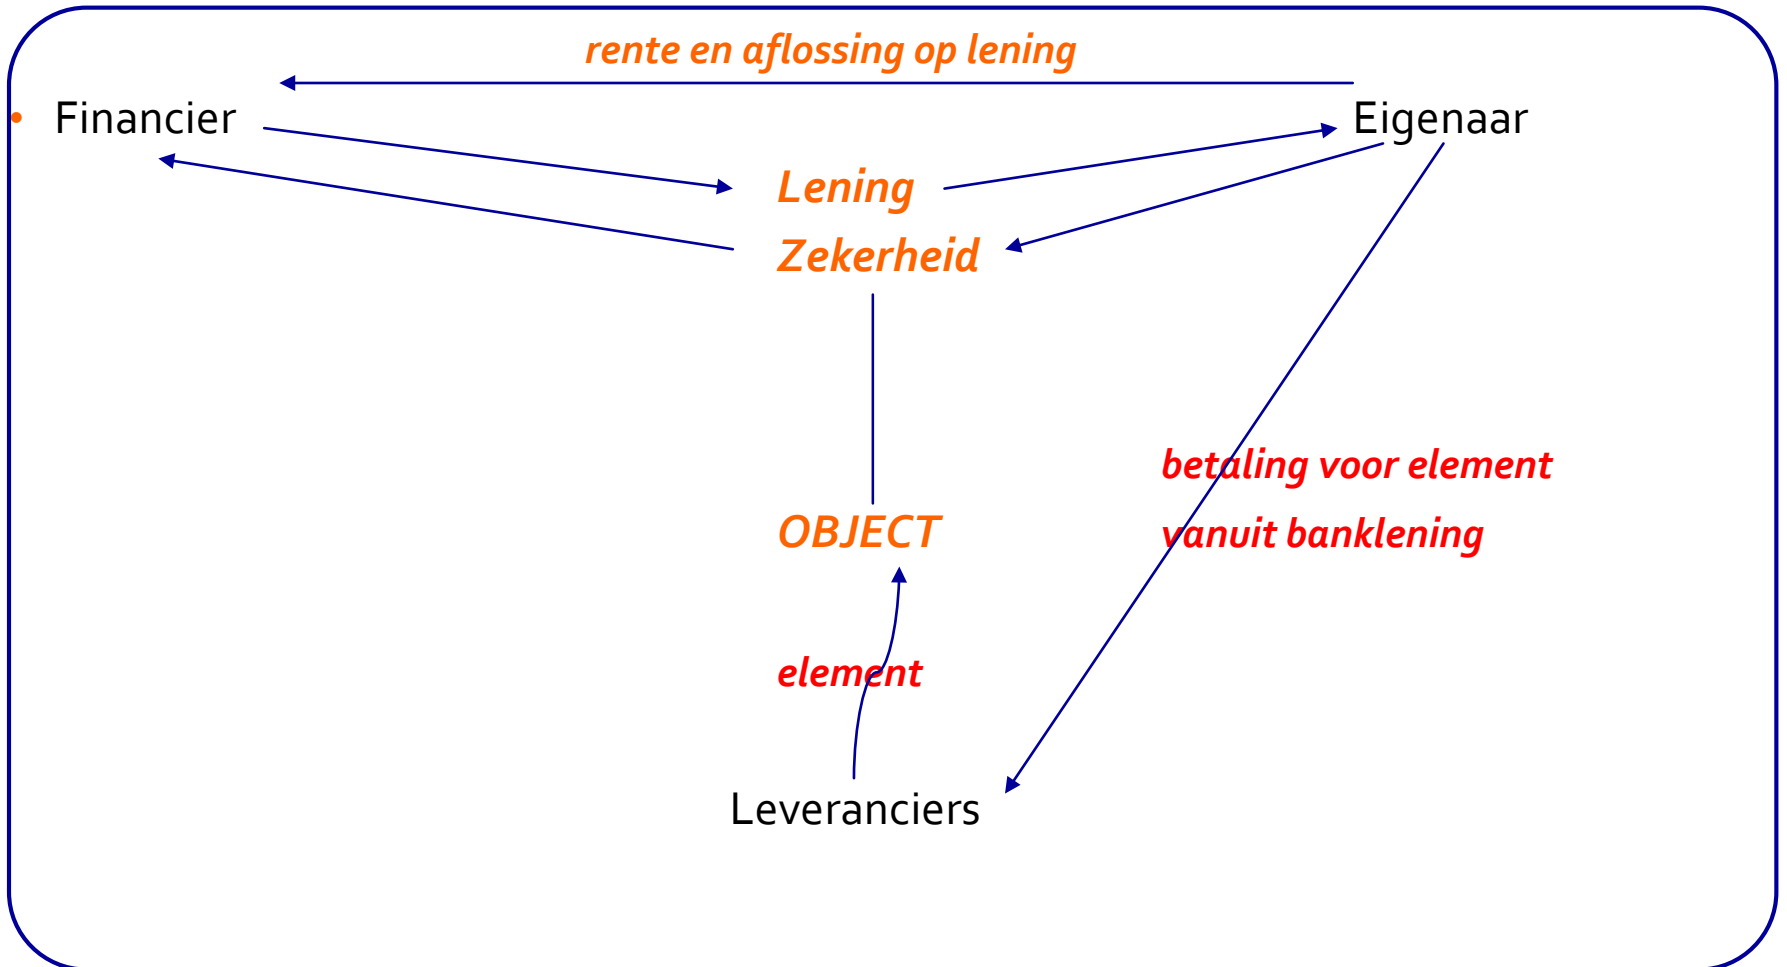 rente en aflossing op lening
• Financier
Eigenaar
Lening
Zekerheid
betaling voor element
OBJECT
vanuit banklening
element
Leveranciers